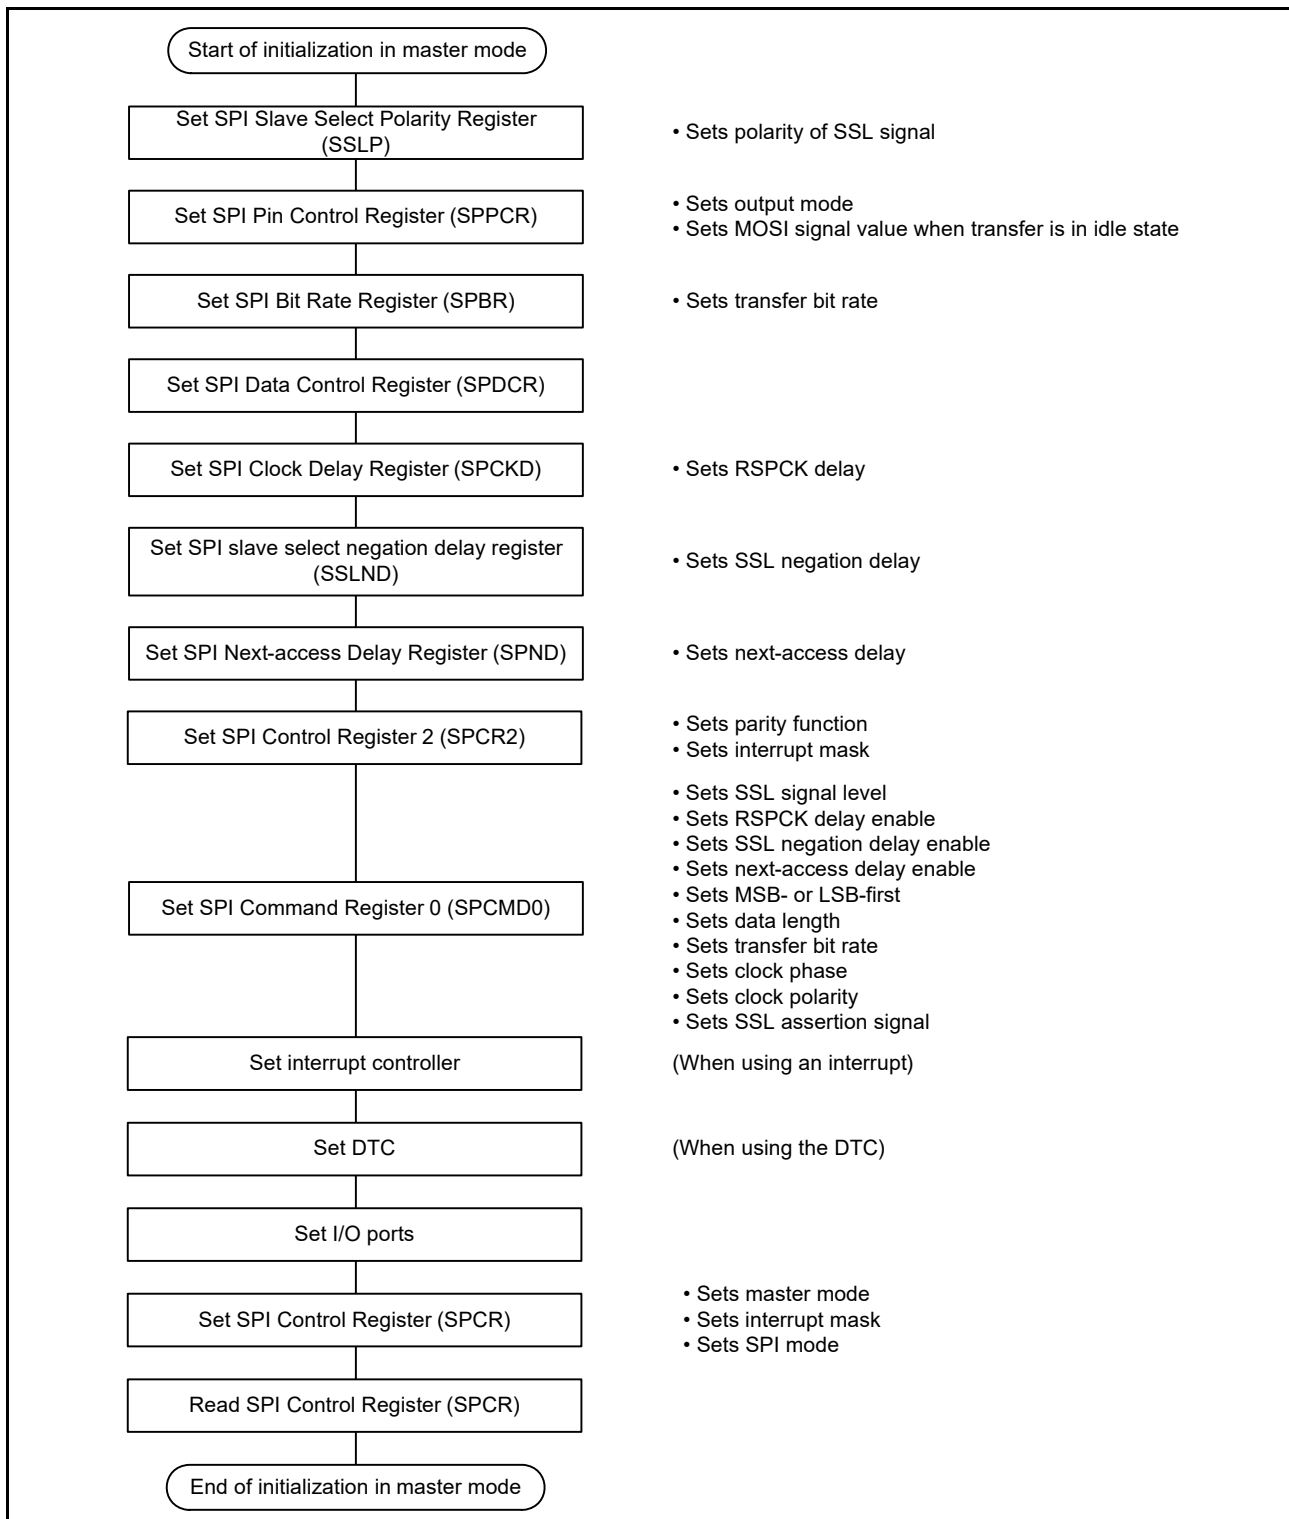 Start of initialization in master mode
Set SPI Slave Select Polarity Register
(SSLP)
• Sets polarity of SSL signal
Set SPI Pin Control Register (SPPCR)
• Sets output mode
• Sets MOSI signal value when transfer is in idle state
Set SPI Bit Rate Register (SPBR)
• Sets transfer bit rate
Set SPI Data Control Register (SPDCR)
Set SPI Clock Delay Register (SPCKD)
• Sets RSPCK delay
Set SPI slave select negation delay register
(SSLND)
• Sets SSL negation delay
Set SPI Next-access Delay Register (SPND)
• Sets next-access delay
Set SPI Control Register 2 (SPCR2)
• Sets parity function
• Sets interrupt mask
Set SPI Command Register 0 (SPCMD0)
• Sets SSL signal level
• Sets RSPCK delay enable
• Sets SSL negation delay enable
• Sets next-access delay enable
• Sets MSB- or LSB-first
• Sets data length
• Sets transfer bit rate
• Sets clock phase
• Sets clock polarity
• Sets SSL assertion signal
Set interrupt controller
(When using an interrupt)
Set DTC
(When using the DTC)
Set I/O ports
Set SPI Control Register (SPCR)
• Sets master mode
• Sets interrupt mask
• Sets SPI mode
Read SPI Control Register (SPCR)
End of initialization in master mode